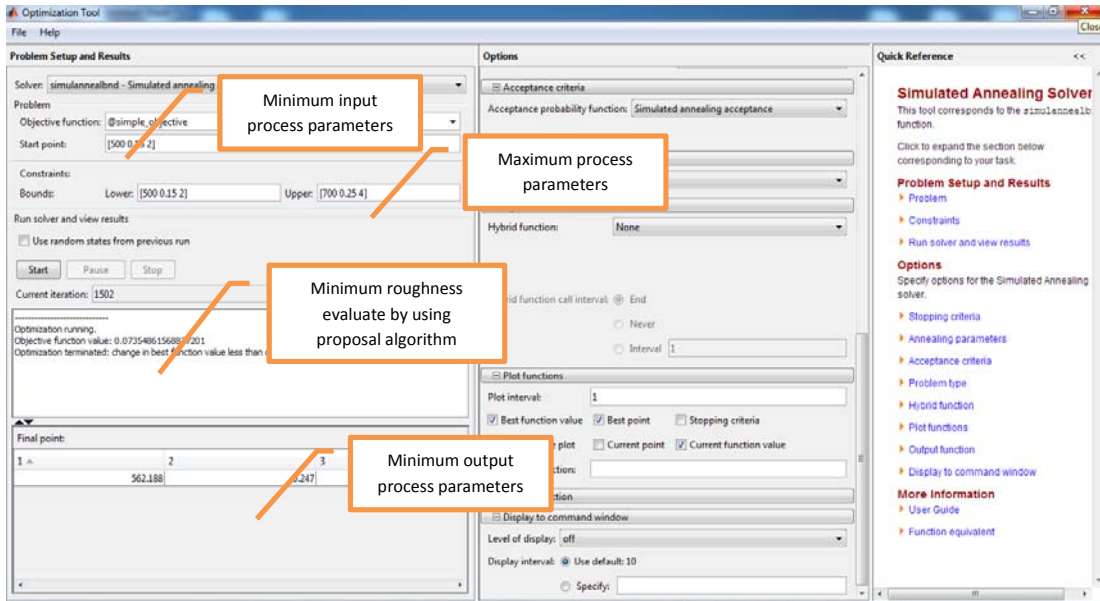 Optimization Tool
File Help
Close
Problem Setup and Results
Solver: simulannealbnd - Simulated annealing
Problem
Objective function: @simple_objective
Start point: [500 0.15 2]
Constraints:
Bounds: Lower: [500 0.15 2] Upper: [700 0.25 4]
Run solver and view results
Use random states from previous run
Start Pause Stop
Current iteration: 1502
Optimization running.
Objective function value: 0.0735486156
Optimization terminated: change in best function value less than
Final point:
1 2 3
562.188 .247
Minimum input
process parameters
Maximum process
parameters
Minimum roughness
evaluate by using
proposal algorithm
Minimum output
process parameters
Options
Acceptance criteria
Acceptance probability function: Simulated annealing acceptance
Hybrid function: None
function call interval: End
Never
Interval 1
Plot functions
Plot interval: 1
Best function value Best point Stopping criteria
plot Current point Current function value
Display to command window
Level of display: off
Display interval: Use default: 10
Specify:
Quick Reference <<
Simulated Annealing Solver
This tool corresponds to the simulannealb
function.
Click to expand the section below
corresponding to your task.
Problem Setup and Results
Problem
Constraints
Run solver and view results
Options
Specify options for the Simulated Annealing
solver.
Stopping criteria
Annealing parameters
Acceptance criteria
Problem type
Hybrid function
Plot functions
Output function
Display to command window
More Information
User Guide
Function equivalent